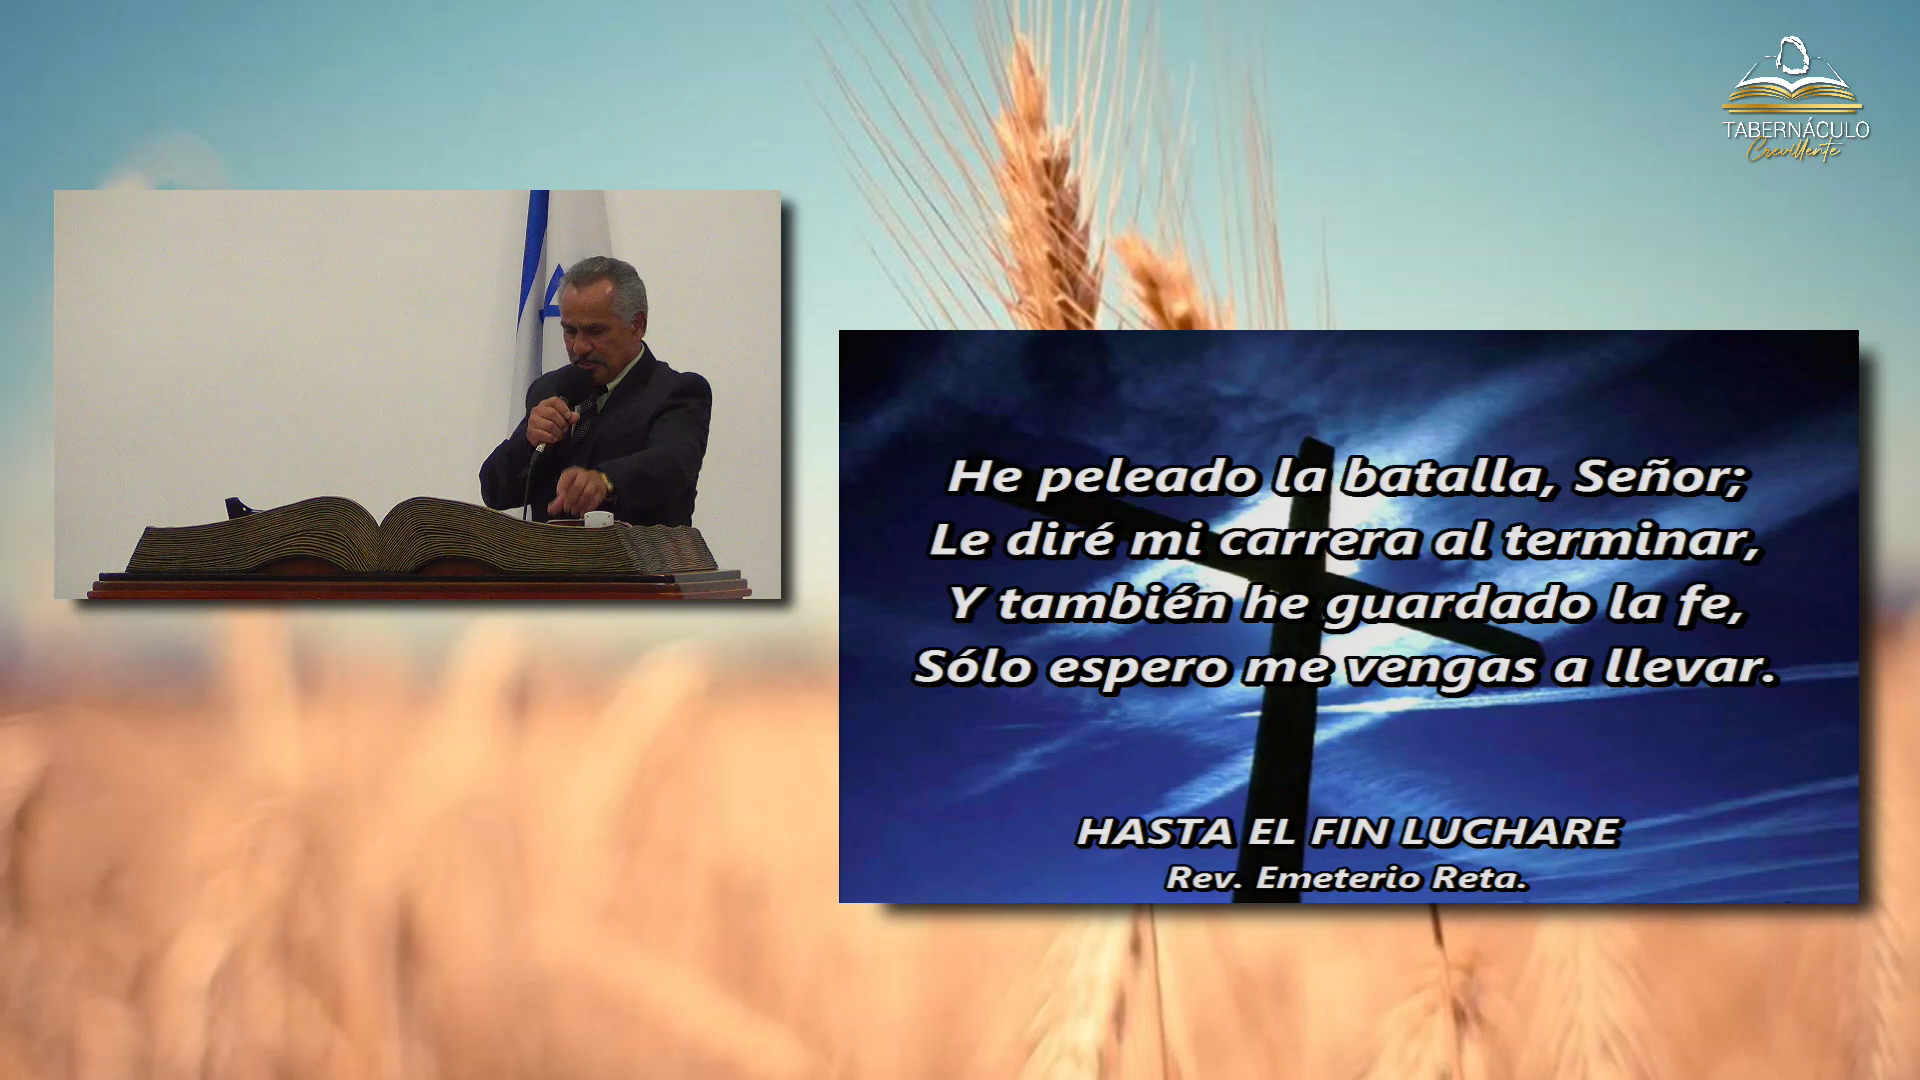 TABERNÁCULO
Crevillente
He peleado la batalla, Señor;
Le diré mi carrera al terminar,
Y también he guardado la fe,
Sólo espero me vengas a llevar.
HASTA EL FIN LUCHARE
Rev. Emeterio Reta.